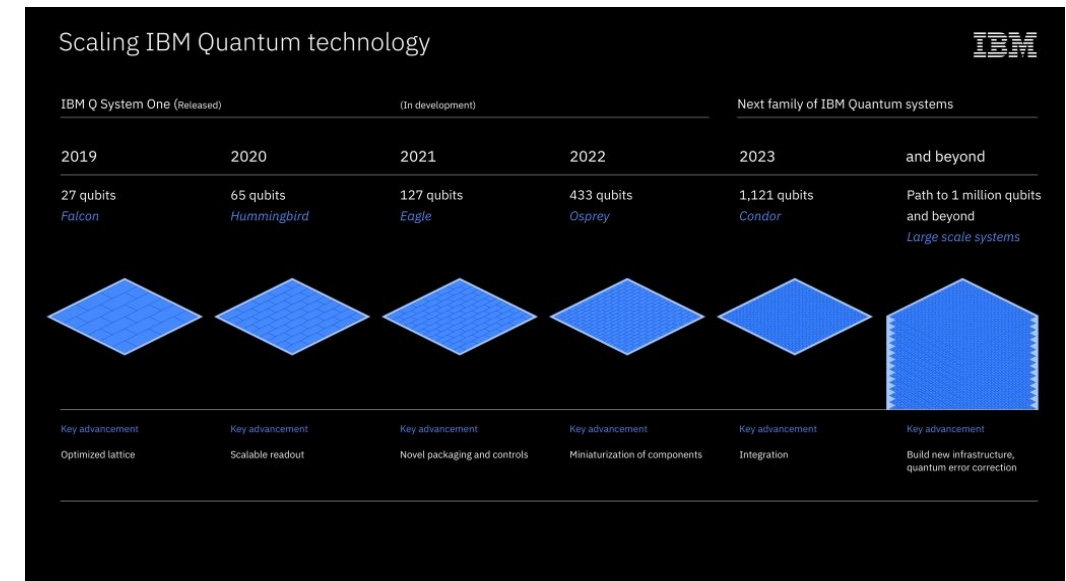 Scaling IBM Quantum technology
IBM
IBM Q System One (Released)
(In development)
Next family of IBM Quantum systems
2019
2020
2021
2022
2023
and beyond
27 qubits
Falcon
65 qubits
Hummingbird
127 qubits
Eagle
433 qubits
Osprey
1,121 qubits
Condor
Path to 1 million qubits
and beyond
Large scale systems
Key advancement
Optimized lattice
Key advancement
Scalable readout
Key advancement
Novel packaging and controls
Key advancement
Miniaturization of components
Key advancement
Integration
Key advancement
Build new infrastructure,
quantum error correction